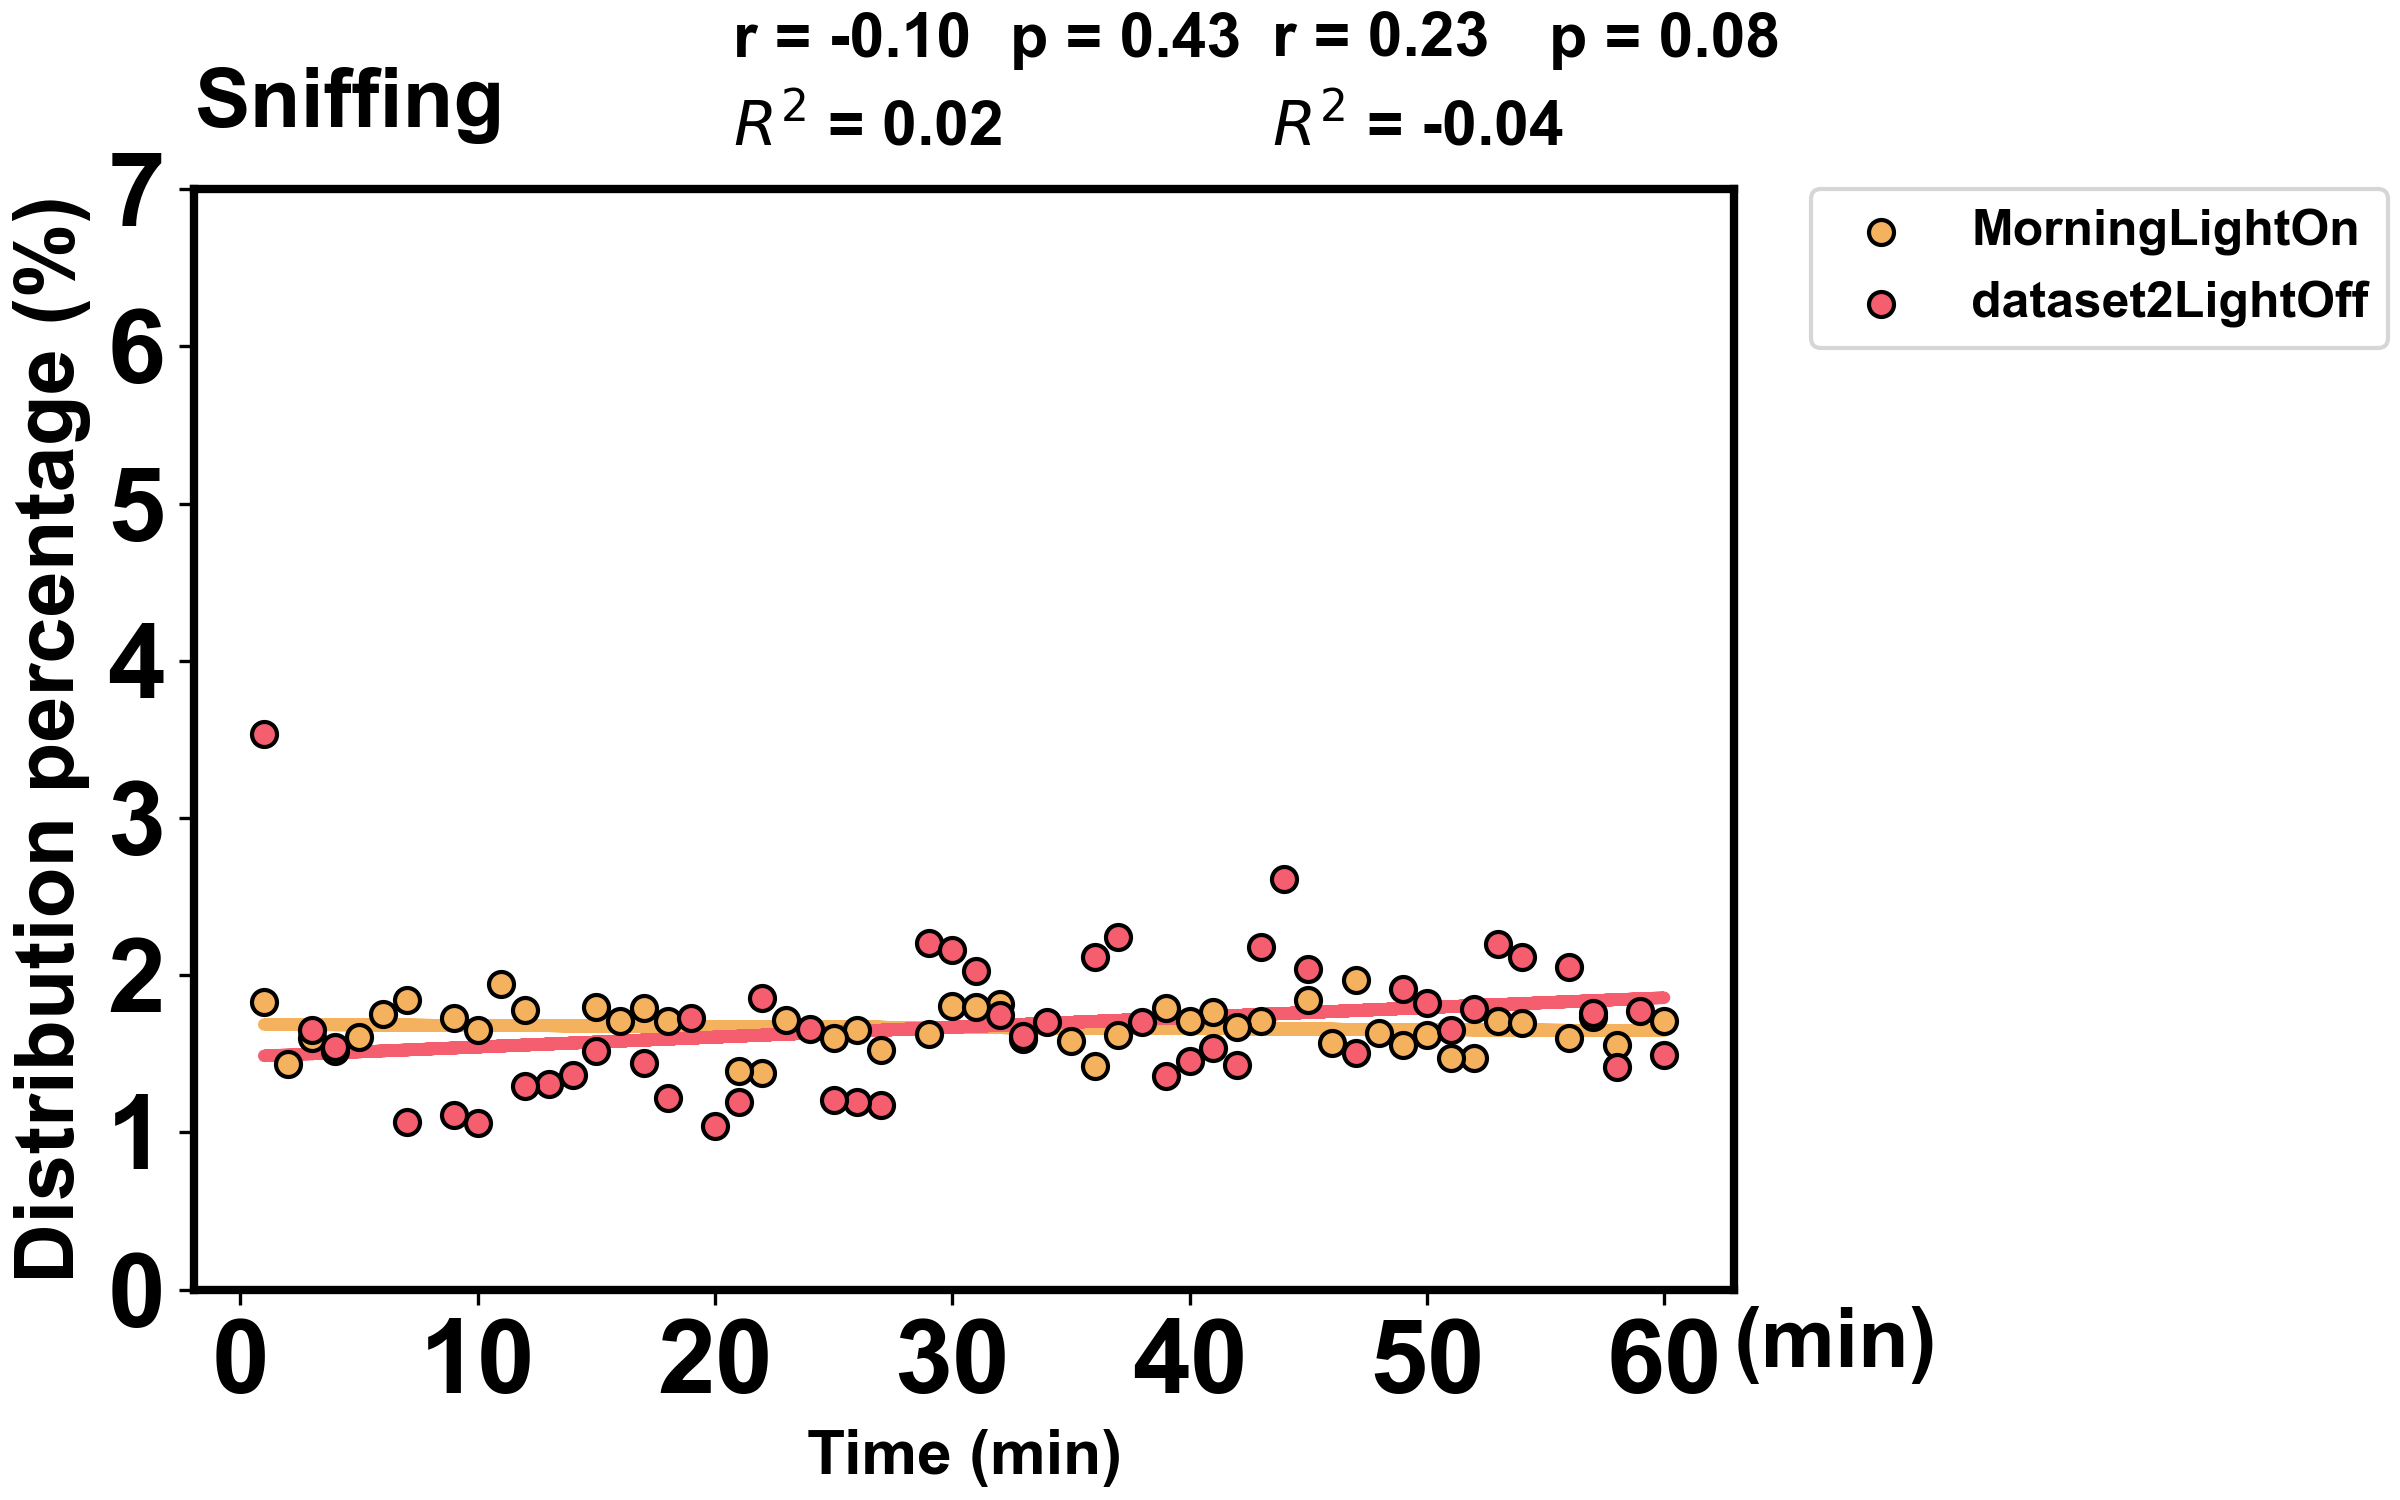 r = -0.10 p = 0.43 r = 0.23 p = 0.08
Sniffing
R² = 0.02 R² = -0.04
Distribution percentage (%)
7
6
5
4
3
2
1
0
MorningLightOn
dataset2LightOff
0 10 20 30 40 50 60 (min)
Time (min)